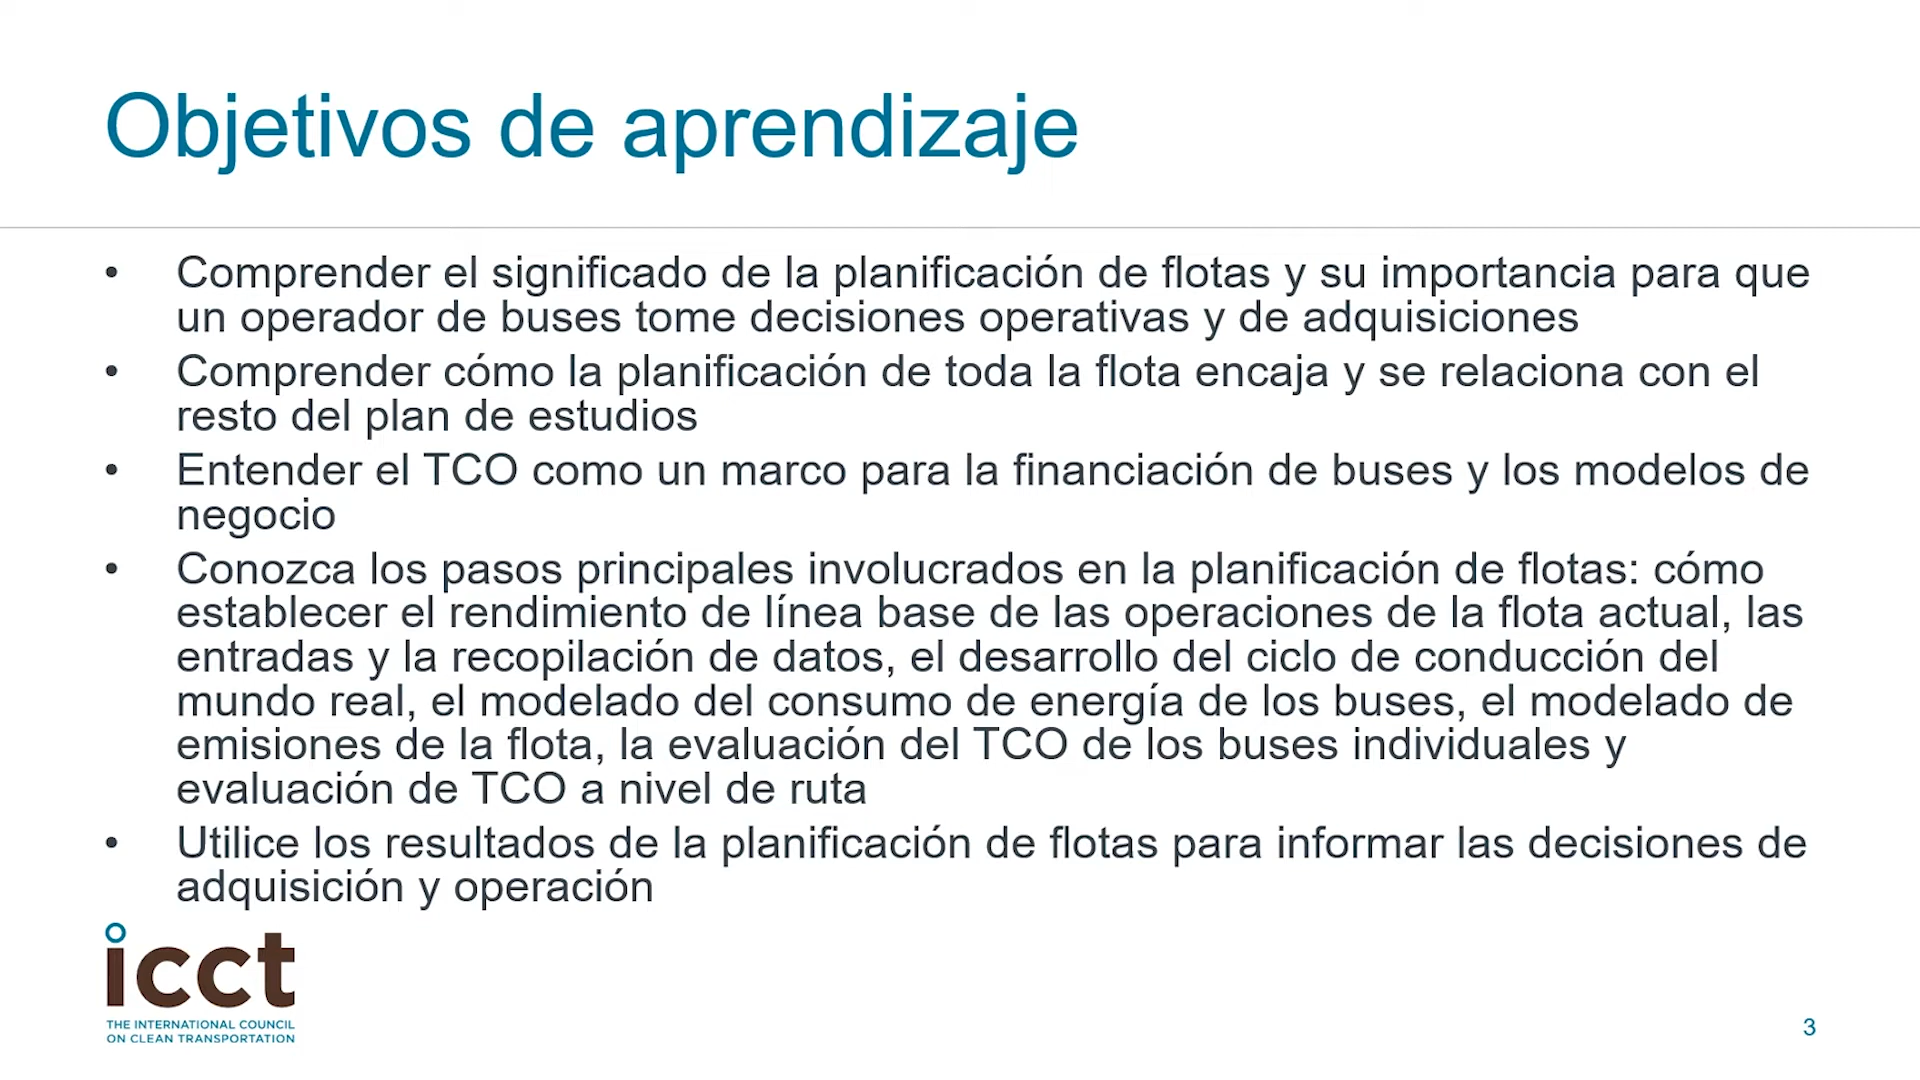 Objetivos de aprendizaje
• Comprender el significado de la planificación de flotas y su importancia para que
un operador de buses tome decisiones operativas y de adquisiciones
• Comprender cómo la planificación de toda la flota encaja y se relaciona con el
resto del plan de estudios
• Entender el TCO como un marco para la financiación de buses y los modelos de
negocio
• Conozca los pasos principales involucrados en la planificación de flotas: cómo
establecer el rendimiento de línea base de las operaciones de la flota actual, las
entradas y la recopilación de datos, el desarrollo del ciclo de conducción del
mundo real, el modelado del consumo de energía de los buses, el modelado de
emisiones de la flota, la evaluación del TCO de los buses individuales y
evaluación de TCO a nivel de ruta
• Utilice los resultados de la planificación de flotas para informar las decisiones de
adquisición y operación
icct
THE INTERNATIONAL COUNCIL
ON CLEAN TRANSPORTATION
3